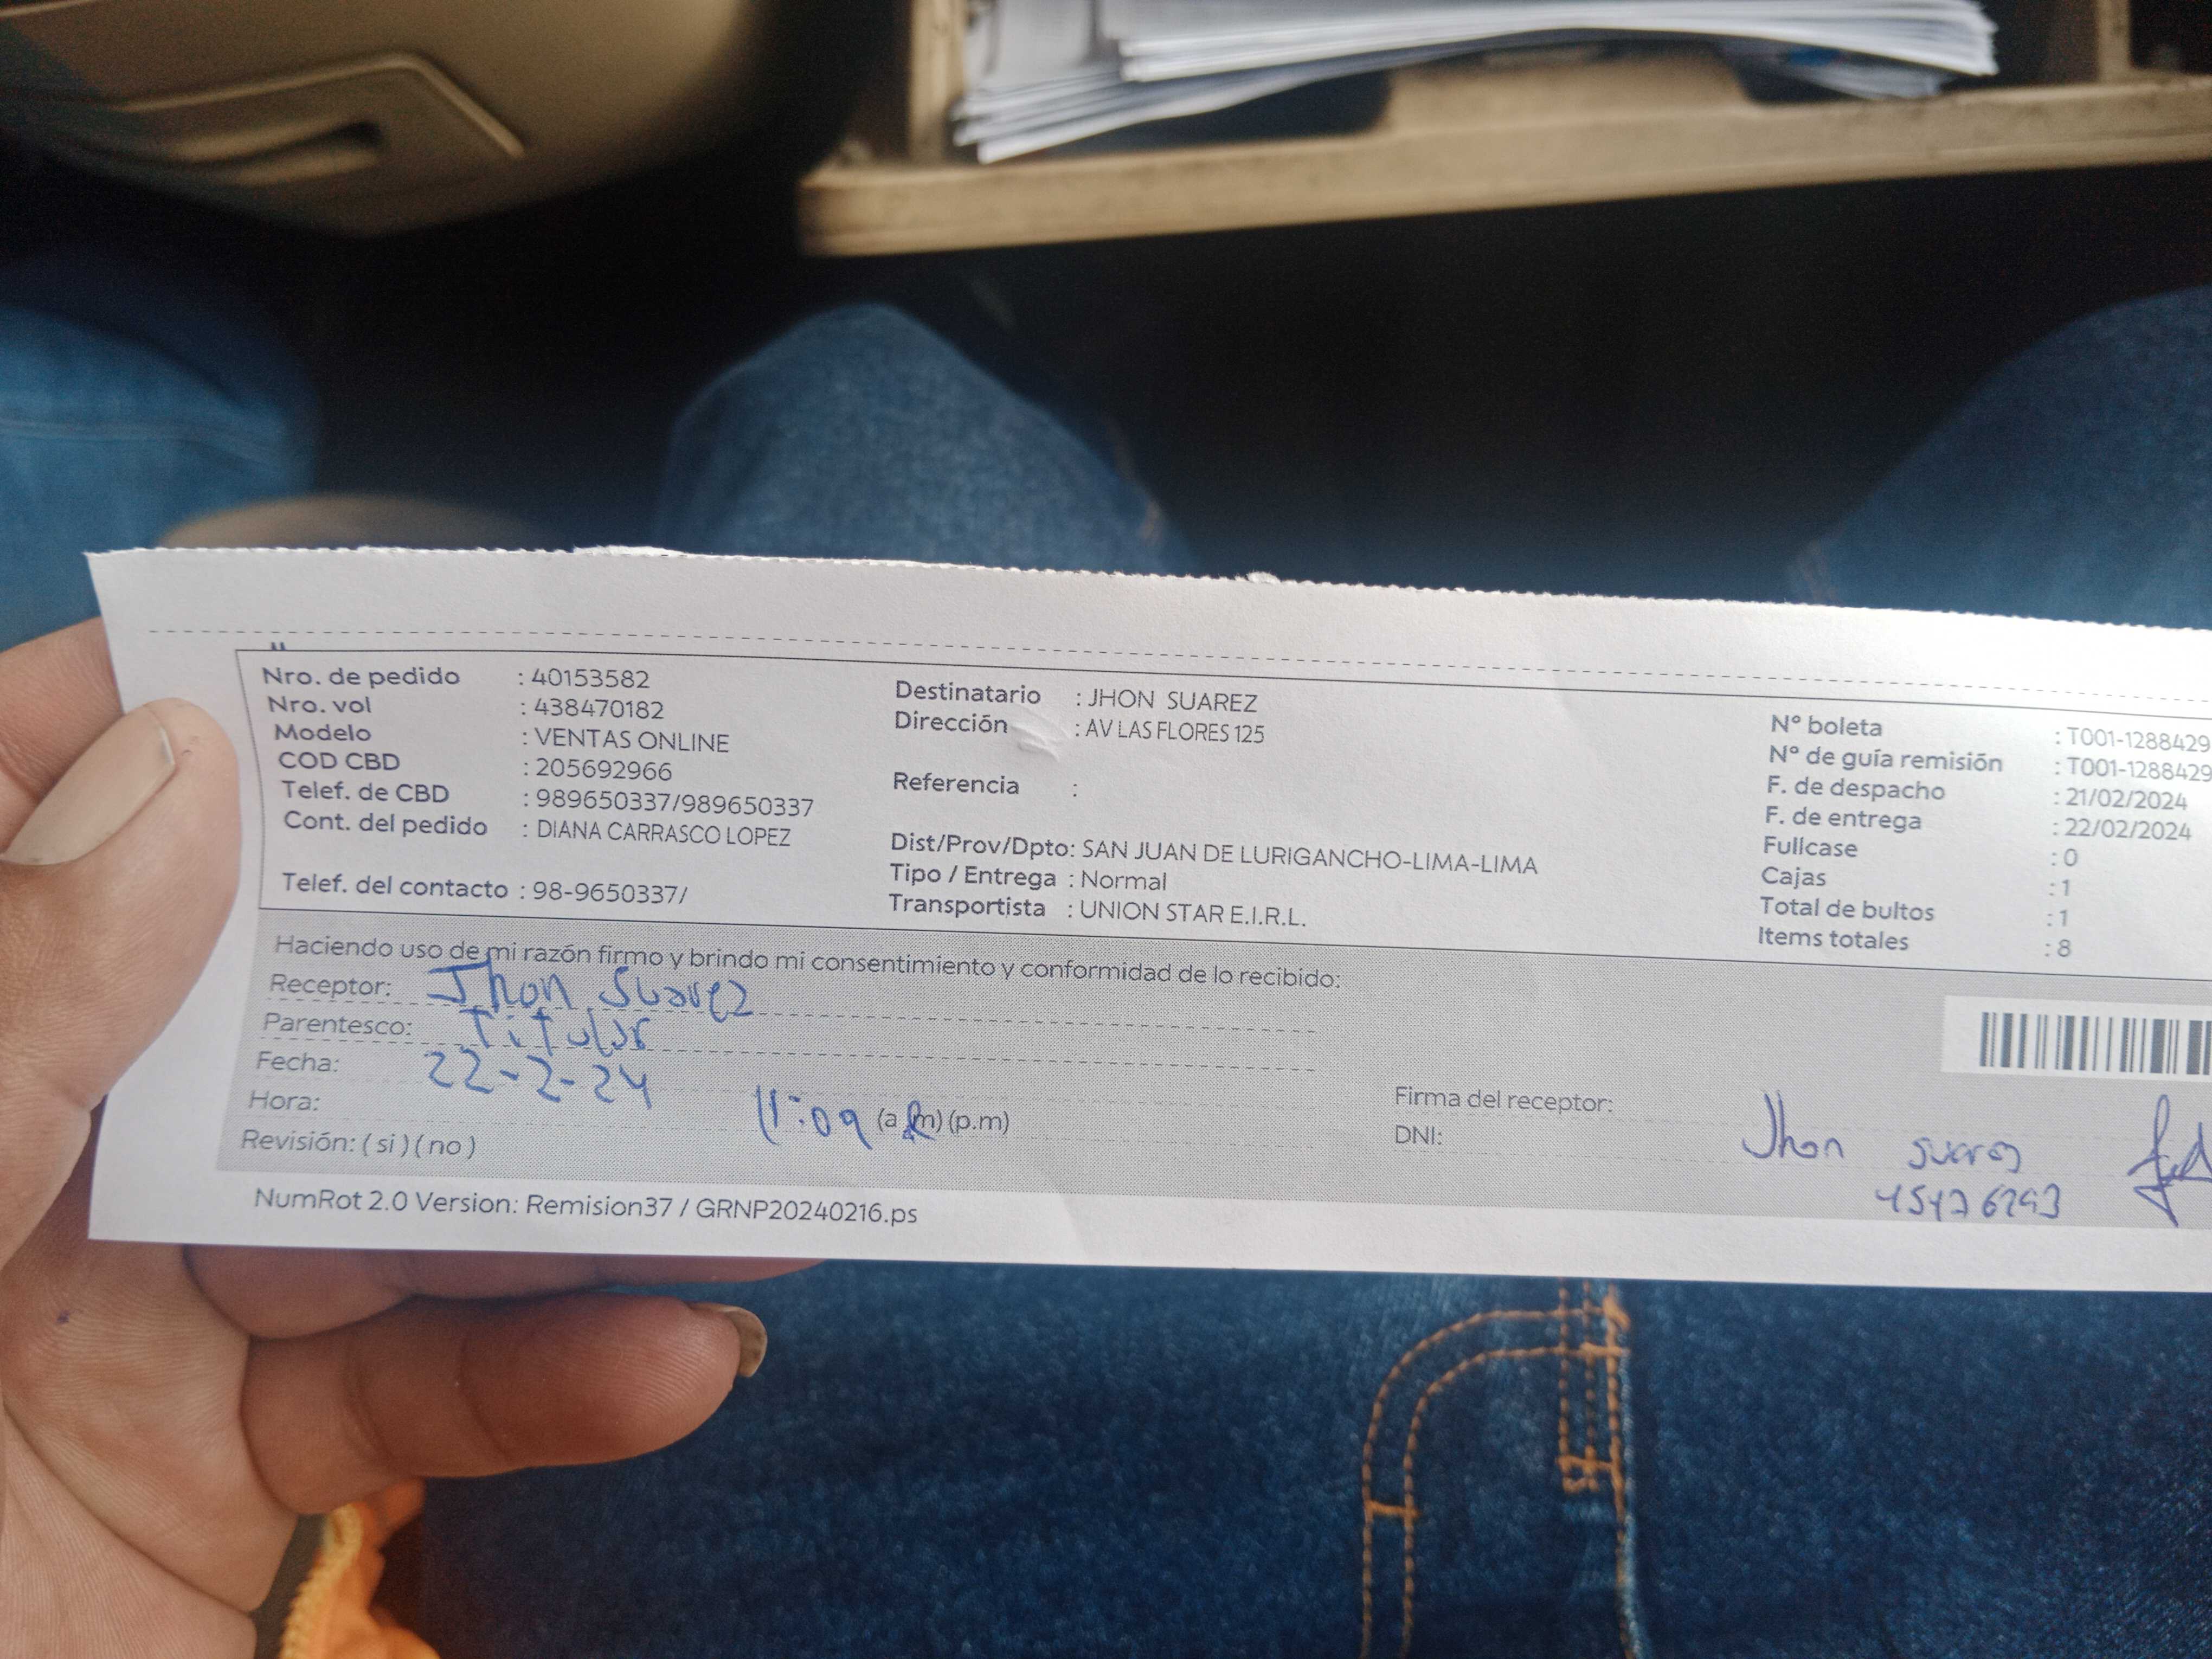 Nro. de pedido : 40153582
Nro. vol : 438470182
Modelo : VENTAS ONLINE
COD CBD : 205692966
Telef. de CBD : 989650337/989650337
Cont. del pedido : DIANA CARRASCO LOPEZ
Telef. del contacto : 98-9650337/
Destinatario : JHON SUAREZ
Dirección : AV LAS FLORES 125
Referencia :
Dist/Prov/Dpto: SAN JUAN DE LURIGANCHO-LIMA-LIMA
Tipo / Entrega : Normal
Transportista : UNION STAR E.I.R.L.
N° boleta : T001-1288429
N° de guía remisión : T001-1288429
F. de despacho : 21/02/2024
F. de entrega : 22/02/2024
Fullcase : 0
Cajas : 1
Total de bultos : 1
Items totales : 8
Haciendo uso de mi razón firmo y brindo mi consentimiento y conformidad de lo recibido:
Receptor: Jhon Suarez
Parentesco: Titular
Fecha: 22-2-24
Hora: 11:09 (a.m) (p.m)
Revisión: ( si ) ( no )
Firma del receptor: Jhon
DNI:
NumRot 2.0 Version: Remision37 / GRNP20240216.ps